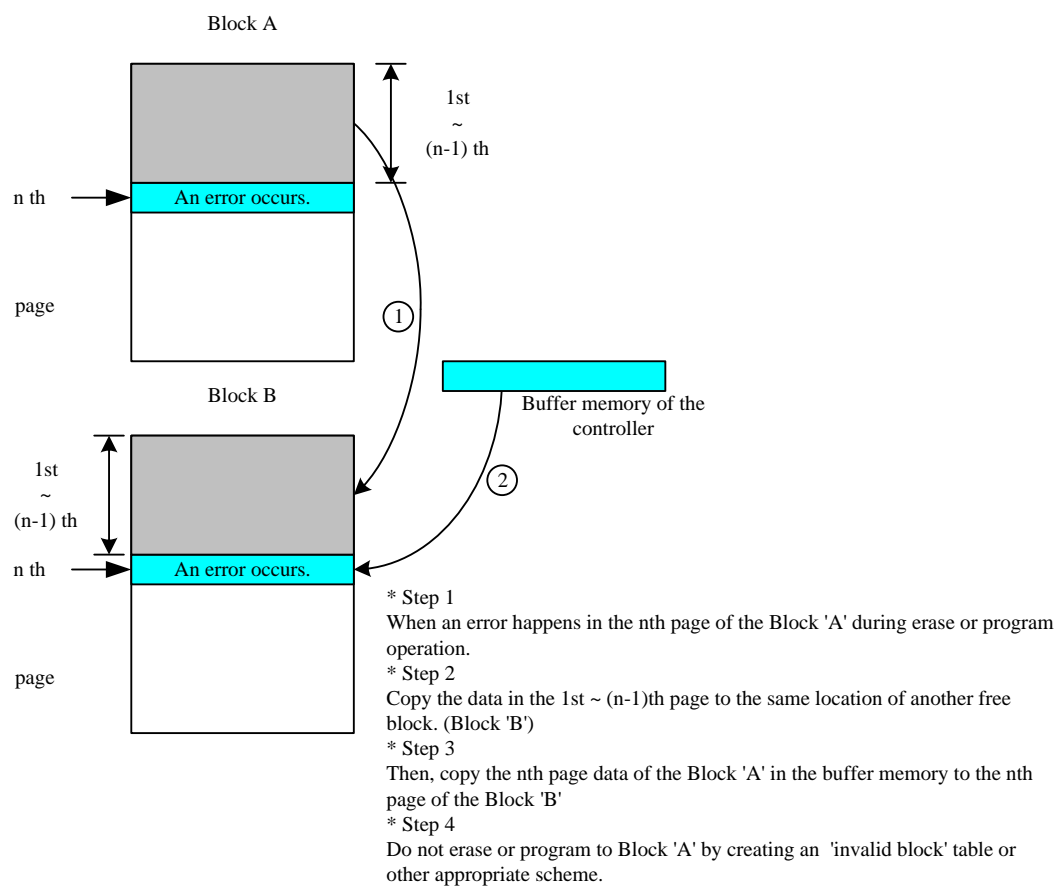 Block A
1st
~
(n-1) th
n th
An error occurs.
page
1
Buffer memory of the
controller
Block B
1st
~
(n-1) th
2
n th
An error occurs.
page
* Step 1
When an error happens in the nth page of the Block 'A' during erase or program
operation.
* Step 2
Copy the data in the 1st ~ (n-1)th page to the same location of another free
block. (Block 'B')
* Step 3
Then, copy the nth page data of the Block 'A' in the buffer memory to the nth
page of the Block 'B'
* Step 4
Do not erase or program to Block 'A' by creating an 'invalid block' table or
other appropriate scheme.